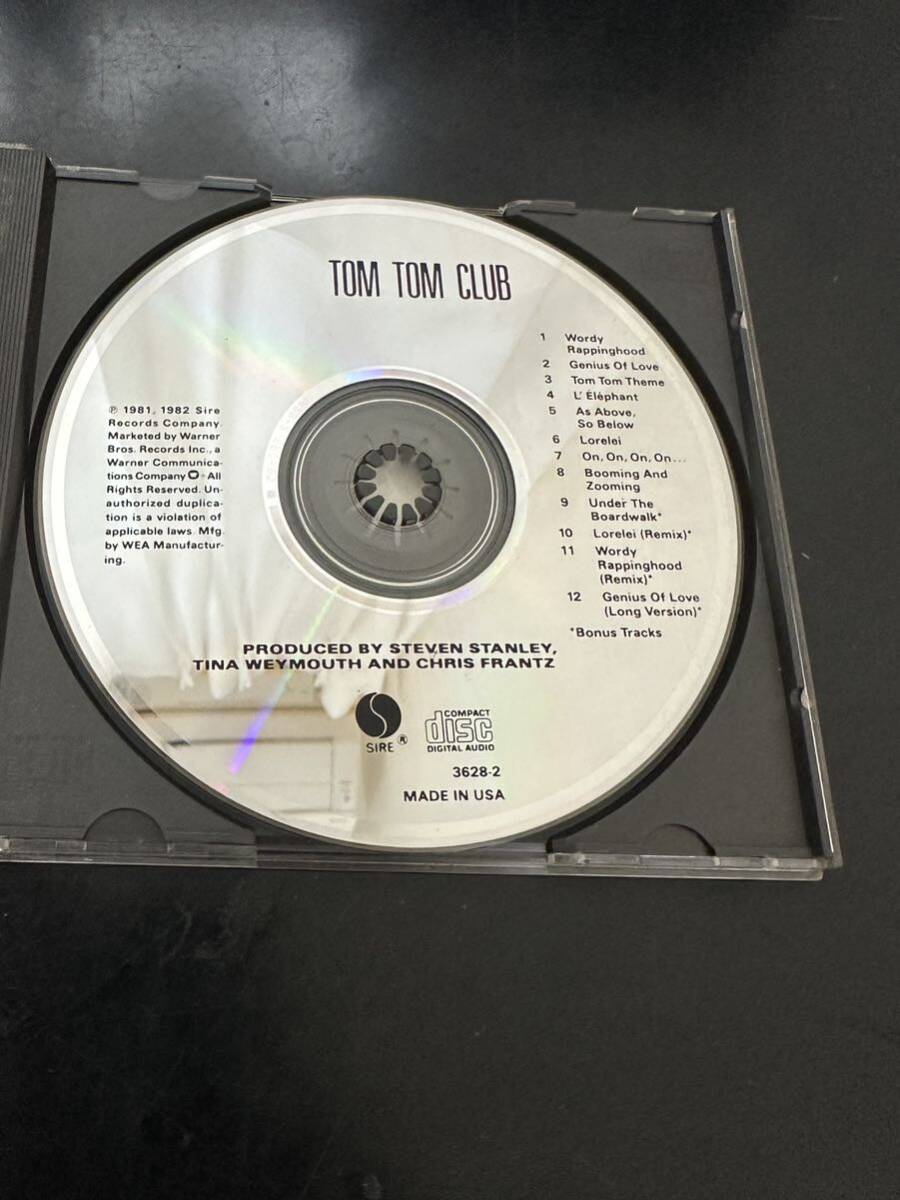 TOM TOM CLUB
1 Wordy
Rappinghood
2 Genius Of Love
3 Tom Tom Theme
4 L' Éléphant
5 As Above,
So Below
6 Lorelei
7 On, On, On, On...
8 Booming And
Zooming
9 Under The
Boardwalk*
10 Lorelei (Remix)*
11 Wordy
Rappinghood
(Remix)*
12 Genius Of Love
(Long Version)*
*Bonus Tracks
℗ 1981, 1982 Sire
Records Company.
Marketed by Warner
Bros. Records Inc., a
Warner Communica-
tions Company. All
Rights Reserved. Un-
authorized duplica-
tion is a violation of
applicable laws. Mfg.
by WEA Manufactur-
ing.
PRODUCED BY STEVEN STANLEY,
TINA WEYMOUTH AND CHRIS FRANTZ
SIRE ®
COMPACT
disc
DIGITAL AUDIO
3628-2
MADE IN USA